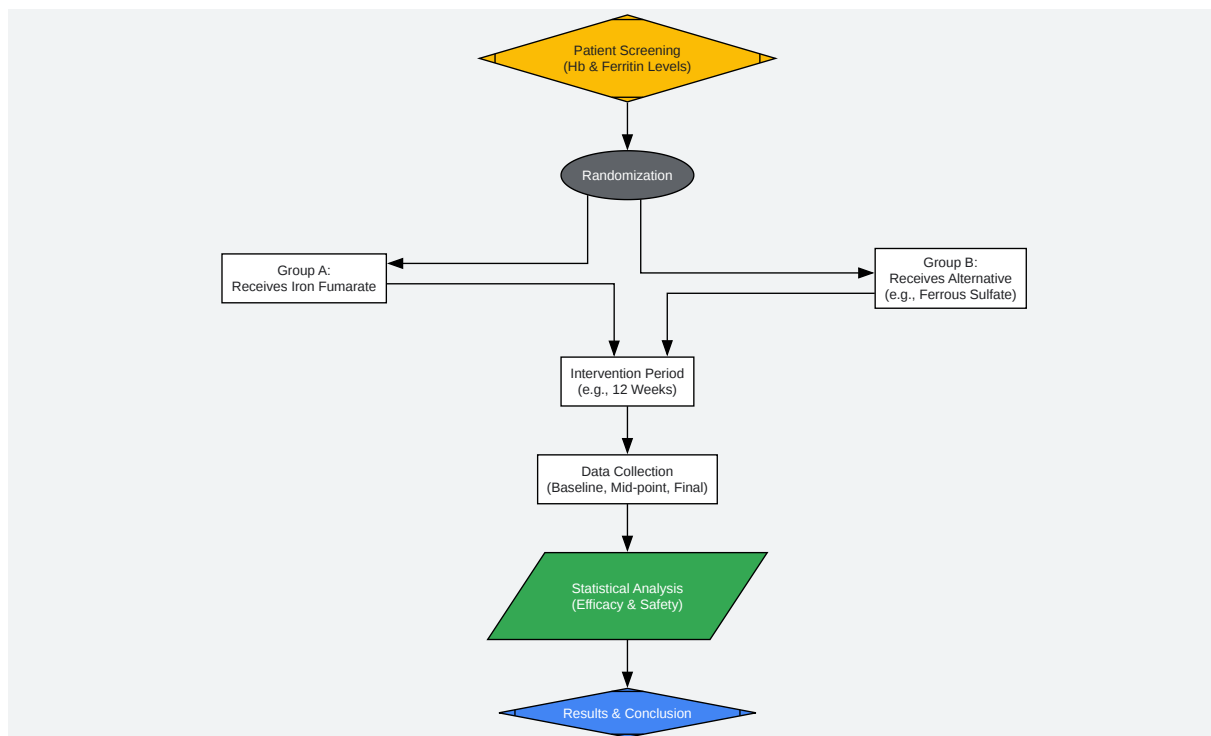 Patient Screening
(Hb & Ferritin Levels)
Randomization
Group A:
Receives Iron Fumarate
Group B:
Receives Alternative
(e.g., Ferrous Sulfate)
Intervention Period
(e.g., 12 Weeks)
Data Collection
(Baseline, Mid-point, Final)
Statistical Analysis
(Efficacy & Safety)
Results & Conclusion